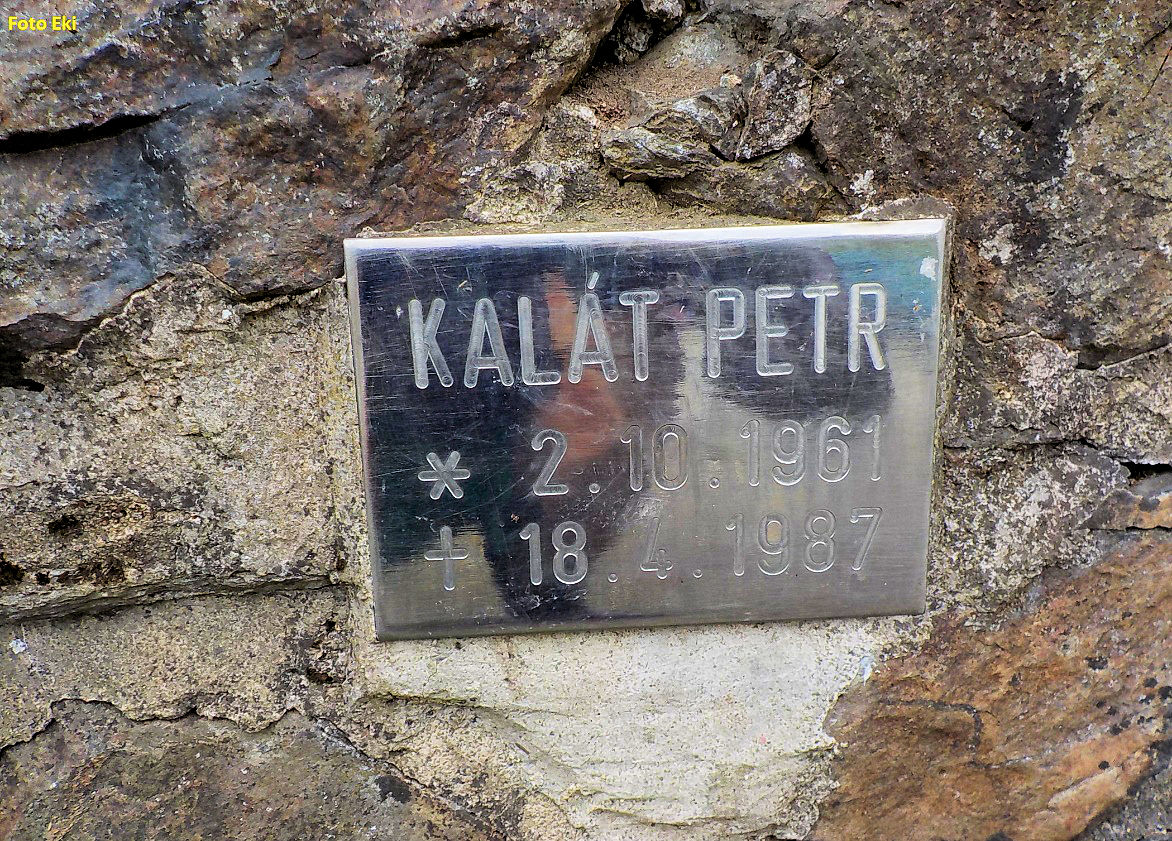 Foto Eki
KALÁT PETR
* 2.10.1961
+ 18.4.1987